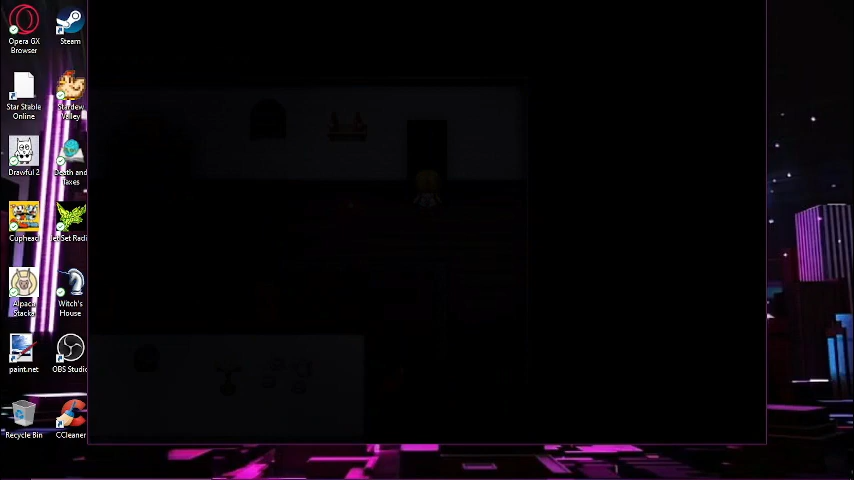 Opera GX
Browser
Steam
Star Stable
Online
Stardew
Valley
Drawful 2
Death and
Taxes
Cuphead
Jet Set Radi
Alpaca
Stacka
Witch's
House
paint.net
OBS Studio
Recycle Bin
CCleaner